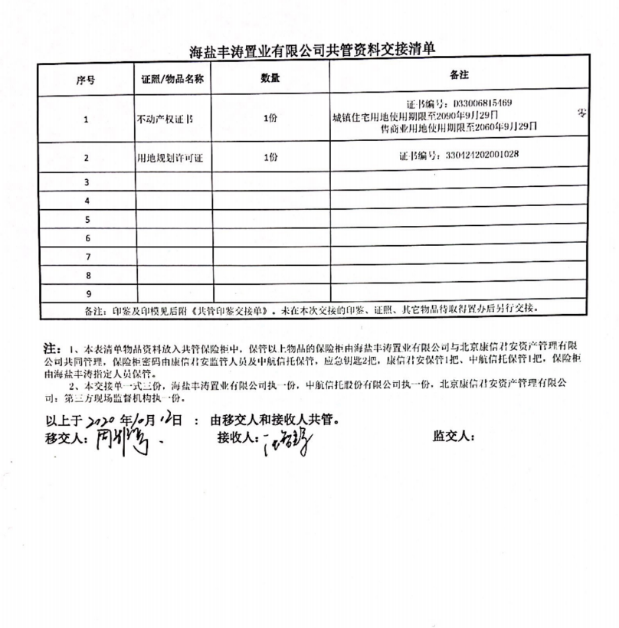 海盐丰涛置业有限公司共管资料交接清单
序号 证照/物品名称 数量 备注
1 不动产权证书 1份 证书编号：D33006815469
城镇住宅用地使用期限至2090年9月29日 零
售商业用地使用期限至2060年9月29日
2 用地规划许可证 1份 证书编号：330424202001028
3
4
5
6
7
8
9
备注：印鉴及印模见后附《共管印鉴交接单》。未在本次交接的印鉴、证照、其它物品待取得置办后另行交接。
注：1、本表清单物品资料放入共管保险柜中，保管以上物品的保险柜由海盐丰涛置业有限公司与北京康信君安资产管理有限
公司共同管理，保险柜密码由康信君安监管人员及中航信托保管，应急钥匙2把，康信君安保管1把、中航信托保管1把，保险柜
由海盐丰涛指定人员保管。
2、本交接单一式三份，海盐丰涛置业有限公司执一份，中航信托股份有限公司执一份，北京康信君安资产管理有限公
司：第三方现场监督机构执一份。
以上于2020年10月12日 ：由移交人和接收人共管。
移交人： 接收人： 监交人：